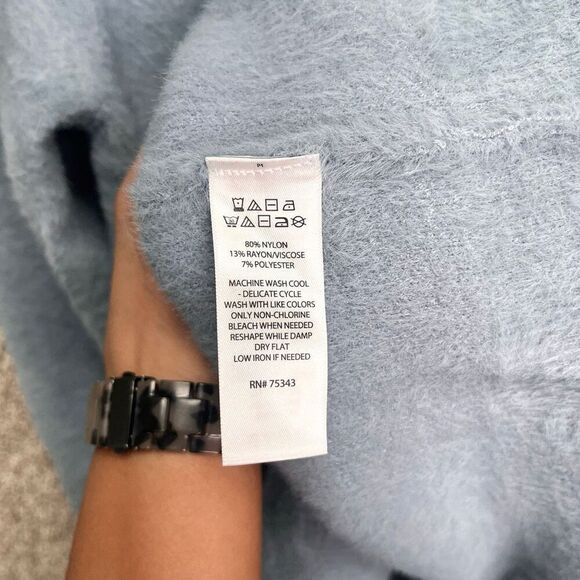 M
80% NYLON
13% RAYON/VISCOSE
7% POLYESTER
MACHINE WASH COOL
- DELICATE CYCLE
WASH WITH LIKE COLORS
ONLY NON-CHLORINE
BLEACH WHEN NEEDED
RESHAPE WHILE DAMP
DRY FLAT
LOW IRON IF NEEDED
RN# 75343